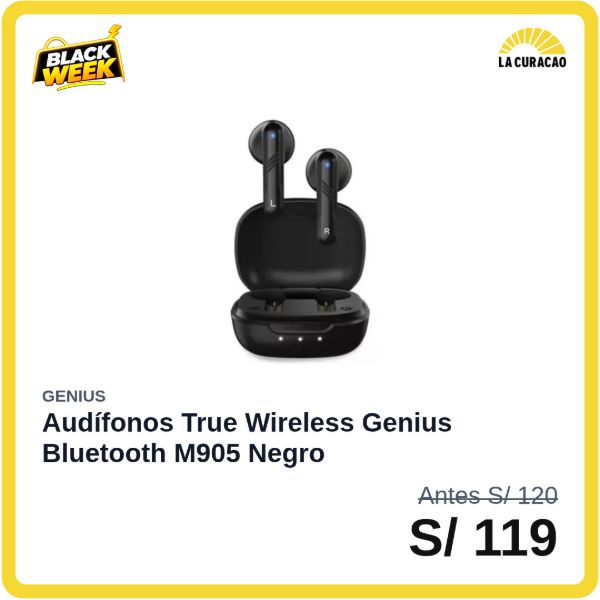 BLACK
WEEK
LA CURACAO
L
R
GENIUS
Audífonos True Wireless Genius
Bluetooth M905 Negro
Antes S/ 120
S/ 119